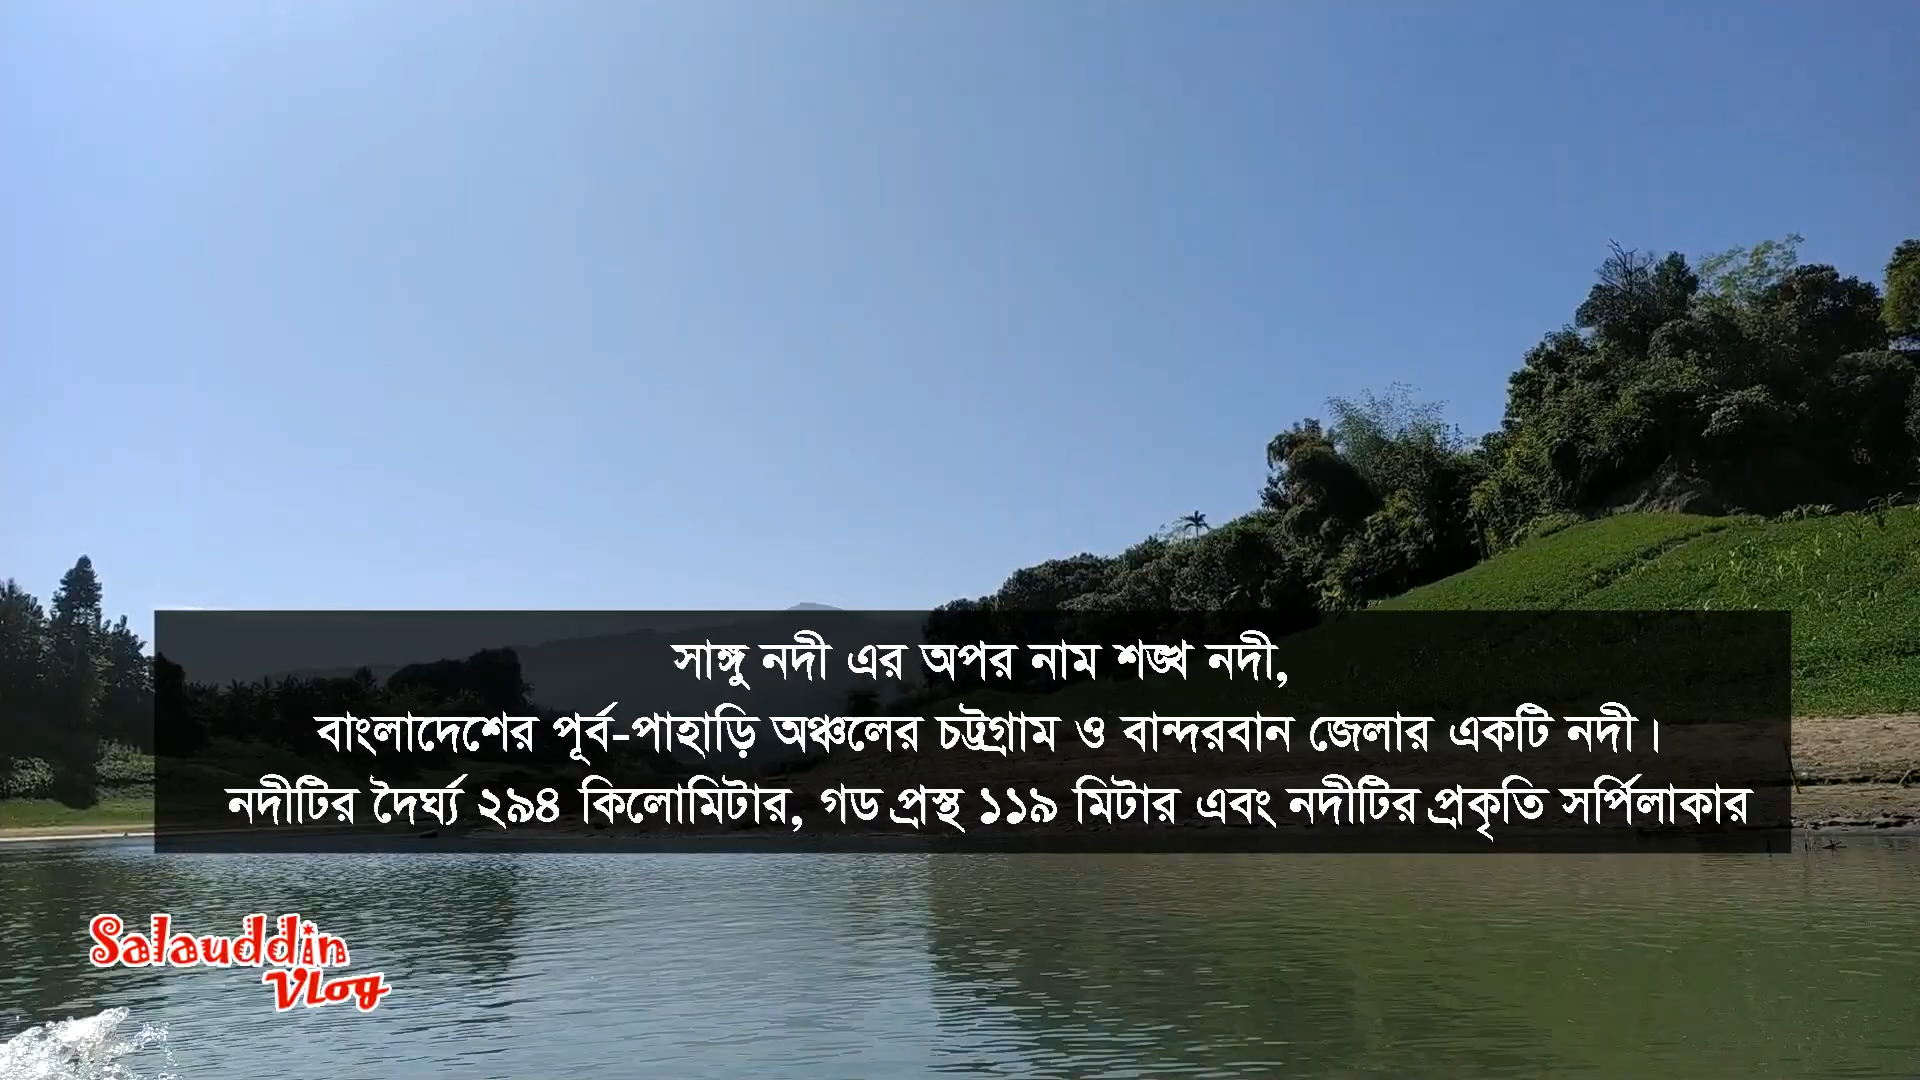 সাঙ্গু নদী এর অপর নাম শঙ্খ নদী,
বাংলাদেশের পূর্ব-পাহাড়ি অঞ্চলের চট্টগ্রাম ও বান্দরবান জেলার একটি নদী।
নদীটির দৈর্ঘ্য ২৯৪ কিলোমিটার, গড প্রস্থ ১১৯ মিটার এবং নদীটির প্রকৃতি সর্পিলাকার
Salauddin
Vlog